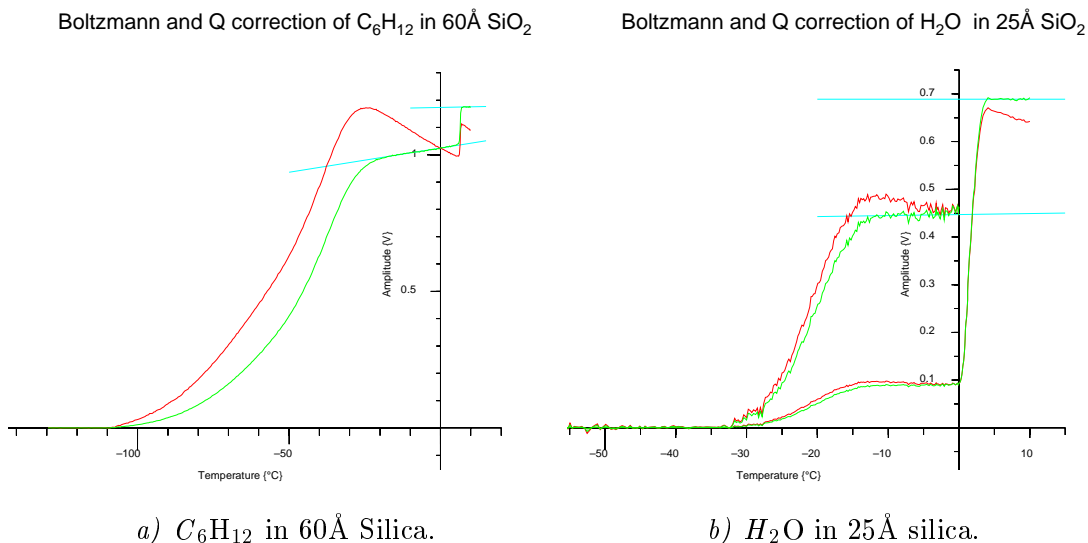 Boltzmann and Q correction of C₆H₁₂ in 60Å SiO₂
1
Amplitude {V}
0.5
−100
−50
Temperature {°C}
a) C₆H₁₂ in 60Å Silica.
Boltzmann and Q correction of H₂O in 25Å SiO₂
0.7
0.6
0.5
0.4
Amplitude {V}
0.3
0.2
0.1
−50
−40
−30
−20
−10
10
Temperature {°C}
b) H₂O in 25Å silica.